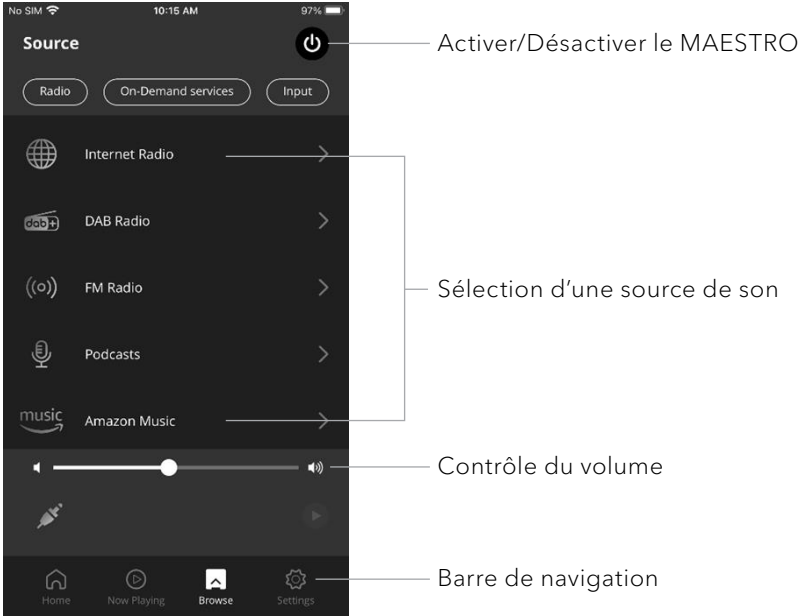 No SIM 10:15 AM 97%
Source
Activer/Désactiver le MAESTRO
Radio On-Demand services Input
Internet Radio
dab+ DAB Radio
FM Radio
Sélection d’une source de son
Podcasts
music Amazon Music
Contrôle du volume
Barre de navigation
Home Now Playing Browse Settings